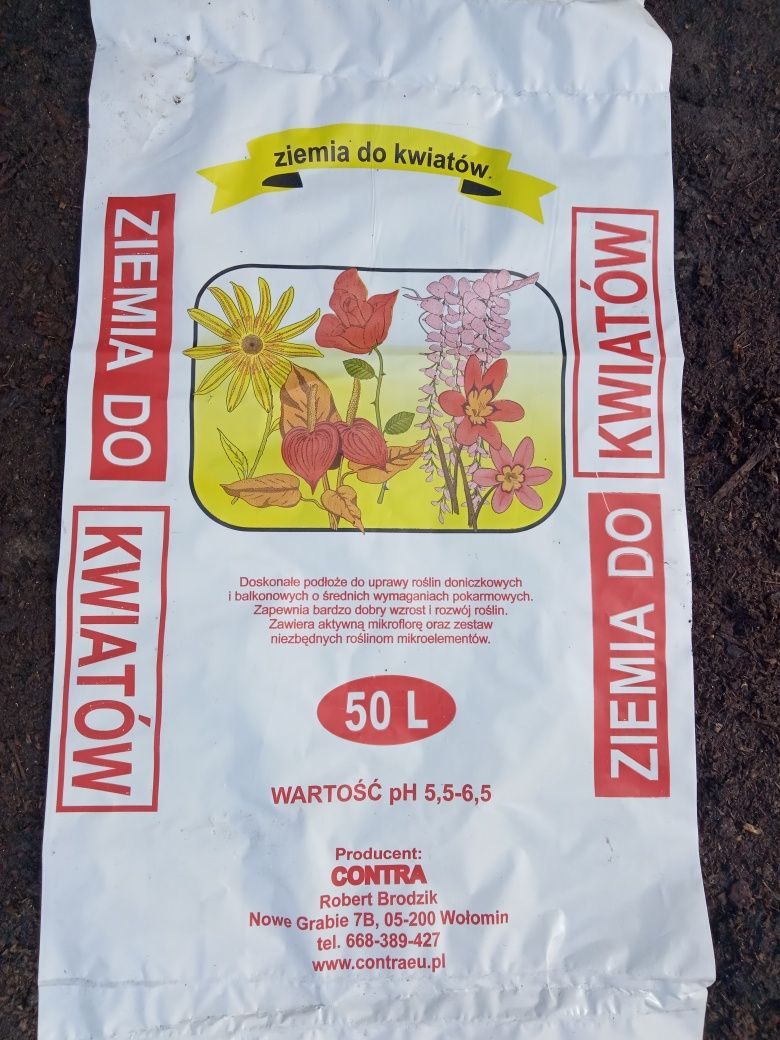 ziemia do kwiatów
ZIEMIA DO
KWIATÓW
ZIEMIA DO
KWIATÓW
Doskonałe podłoże do uprawy roślin doniczkowych
i balkonowych o średnich wymaganiach pokarmowych.
Zapewnia bardzo dobry wzrost i rozwój roślin.
Zawiera aktywną mikroflorę oraz zestaw
niezbędnych roślinom mikroelementów.
50 L
WARTOŚĆ pH 5,5-6,5
Producent:
CONTRA
Robert Brodzik
Nowe Grabie 7B, 05-200 Wołomin
tel. 668-389-427
www.contraeu.pl